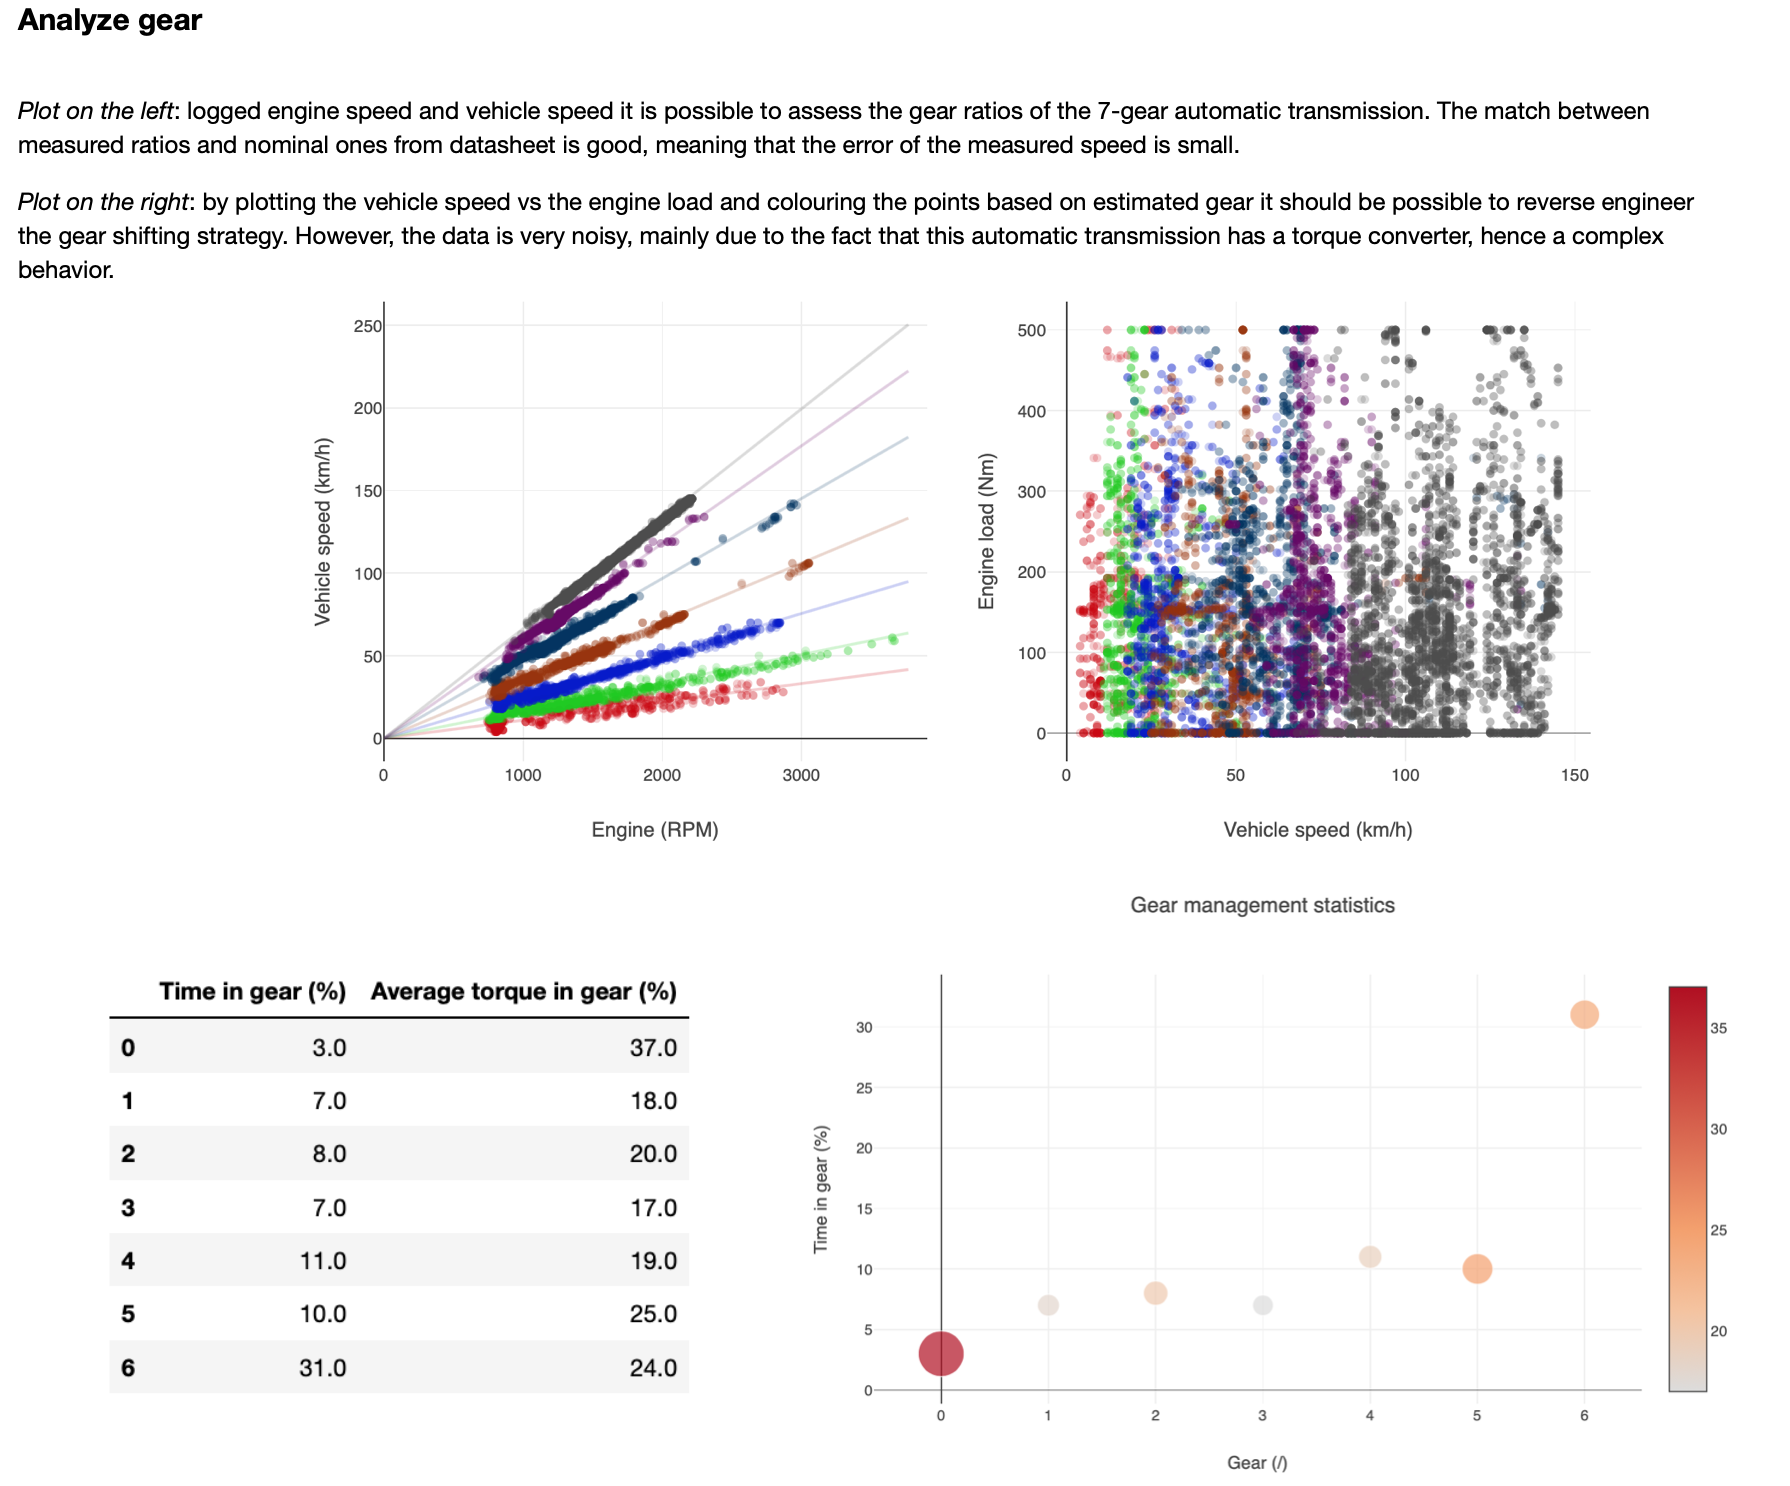 Analyze gear
Plot on the left: logged engine speed and vehicle speed it is possible to assess the gear ratios of the 7-gear automatic transmission. The match between
measured ratios and nominal ones from datasheet is good, meaning that the error of the measured speed is small.
Plot on the right: by plotting the vehicle speed vs the engine load and colouring the points based on estimated gear it should be possible to reverse engineer
the gear shifting strategy. However, the data is very noisy, mainly due to the fact that this automatic transmission has a torque converter, hence a complex
behavior.
250
200
150
100
50
0
Vehicle speed (km/h)
0 1000 2000 3000
Engine (RPM)
500
400
300
200
100
0
Engine load (Nm)
0 50 100 150
Vehicle speed (km/h)
Time in gear (%) Average torque in gear (%)
0 3.0 37.0
1 7.0 18.0
2 8.0 20.0
3 7.0 17.0
4 11.0 19.0
5 10.0 25.0
6 31.0 24.0
Gear management statistics
30
25
20
15
10
5
0
Time in gear (%)
0 1 2 3 4 5 6
Gear (/)
35
30
25
20